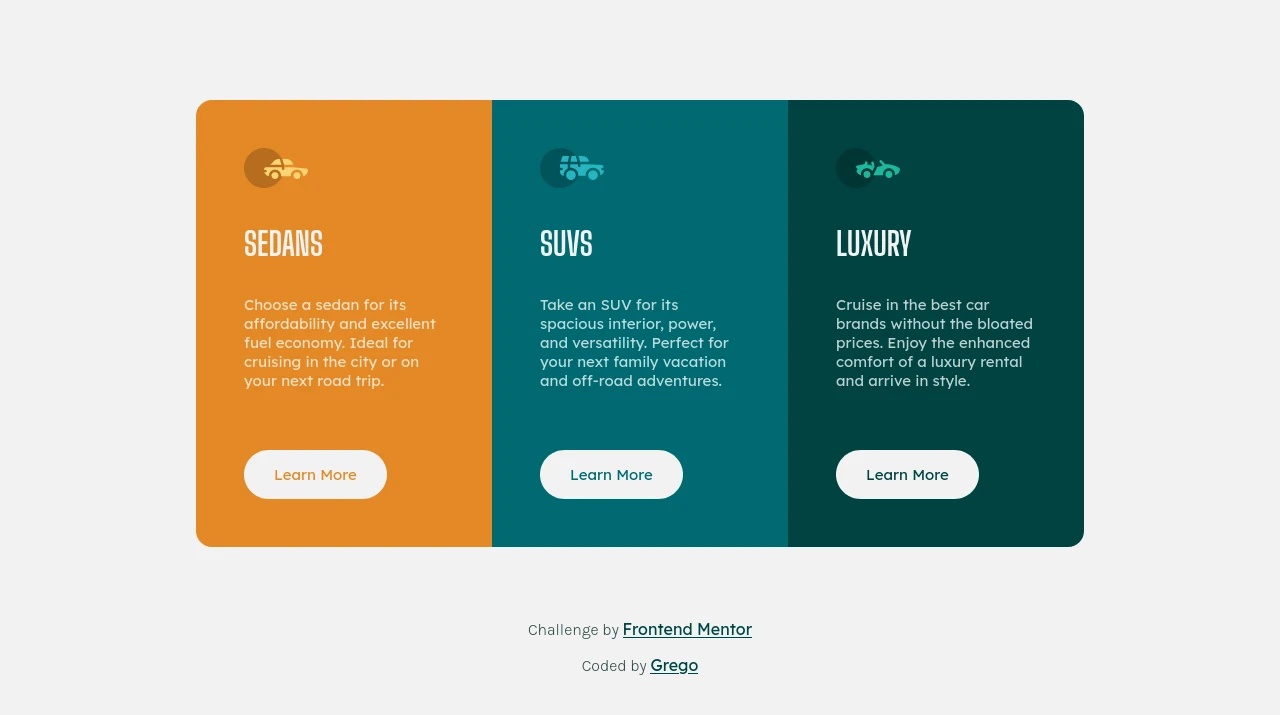 SEDANS
Choose a sedan for its
affordability and excellent
fuel economy. Ideal for
cruising in the city or on
your next road trip.
Learn More
SUVS
Take an SUV for its
spacious interior, power,
and versatility. Perfect for
your next family vacation
and off-road adventures.
Learn More
LUXURY
Cruise in the best car
brands without the bloated
prices. Enjoy the enhanced
comfort of a luxury rental
and arrive in style.
Learn More
Challenge by Frontend Mentor
Coded by Grego